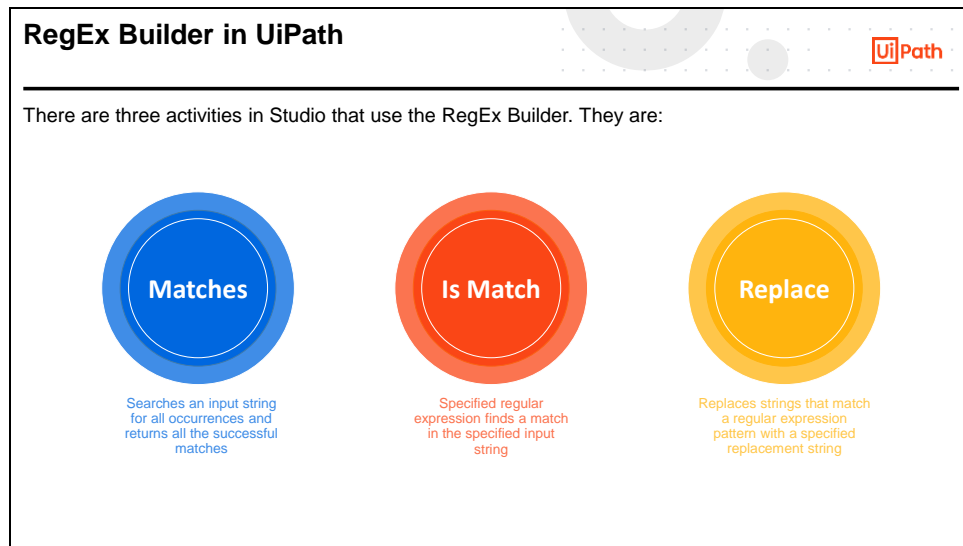 RegEx Builder in UiPath
UiPath
There are three activities in Studio that use the RegEx Builder. They are:
Matches
Searches an input string
for all occurrences and
returns all the successful
matches
Is Match
Specified regular
expression finds a match
in the specified input
string
Replace
Replaces strings that match
a regular expression
pattern with a specified
replacement string